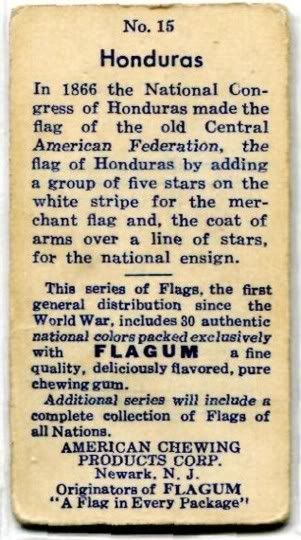 No. 15
Honduras
In 1866 the National Con-
gress of Honduras made the
flag of the old Central
American Federation, the
flag of Honduras by adding
a group of five stars on the
white stripe for the mer-
chant flag and, the coat of
arms over a line of stars,
for the national ensign.
This series of Flags, the first
general distribution since the
World War, includes 30 authentic
national colors packed exclusively
with FLAGUM a fine
quality, deliciously flavored, pure
chewing gum.
Additional series will include a
complete collection of Flags of
all Nations.
AMERICAN CHEWING
PRODUCTS CORP.
Newark, N. J.
Originators of FLAGUM
"A Flag in Every Package"